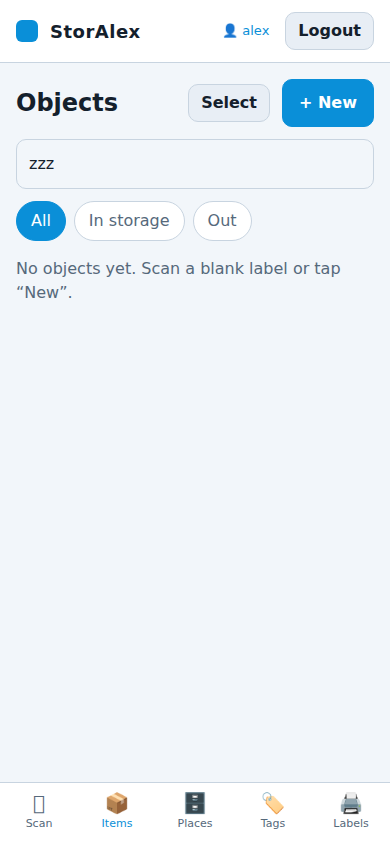 StorAlex
👤 alex
Logout
Objects
Select
+ New
zzz
All
In storage
Out
No objects yet. Scan a blank label or tap
“New”.
Scan
Items
Places
Tags
Labels